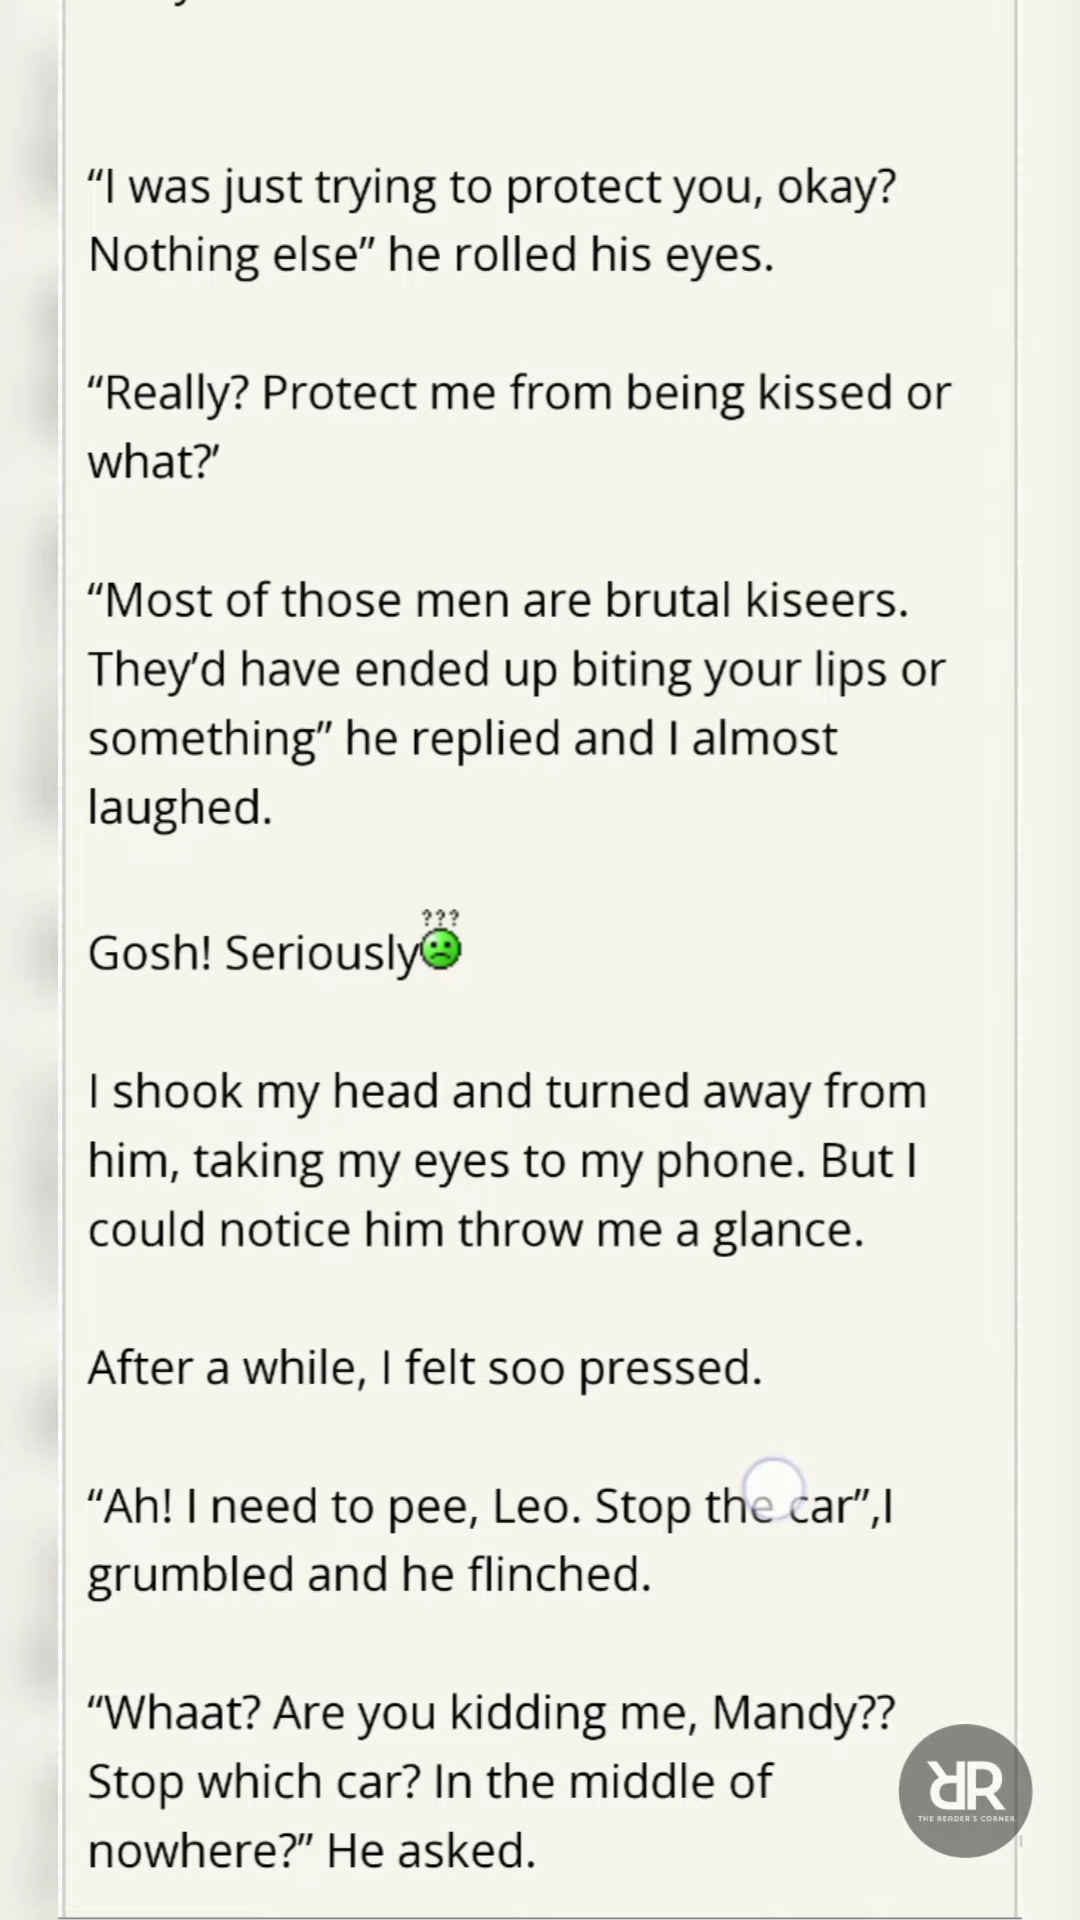 “I was just trying to protect you, okay?
Nothing else” he rolled his eyes.
“Really? Protect me from being kissed or
what?’
“Most of those men are brutal kiseers.
They’d have ended up biting your lips or
something” he replied and I almost
laughed.
???
Gosh! Seriously
I shook my head and turned away from
him, taking my eyes to my phone. But I
could notice him throw me a glance.
After a while, I felt soo pressed.
“Ah! I need to pee, Leo. Stop the car”,I
grumbled and he flinched.
“Whaat? Are you kidding me, Mandy??
Stop which car? In the middle of
nowhere?” He asked.
RR
THE READER'S CORNER